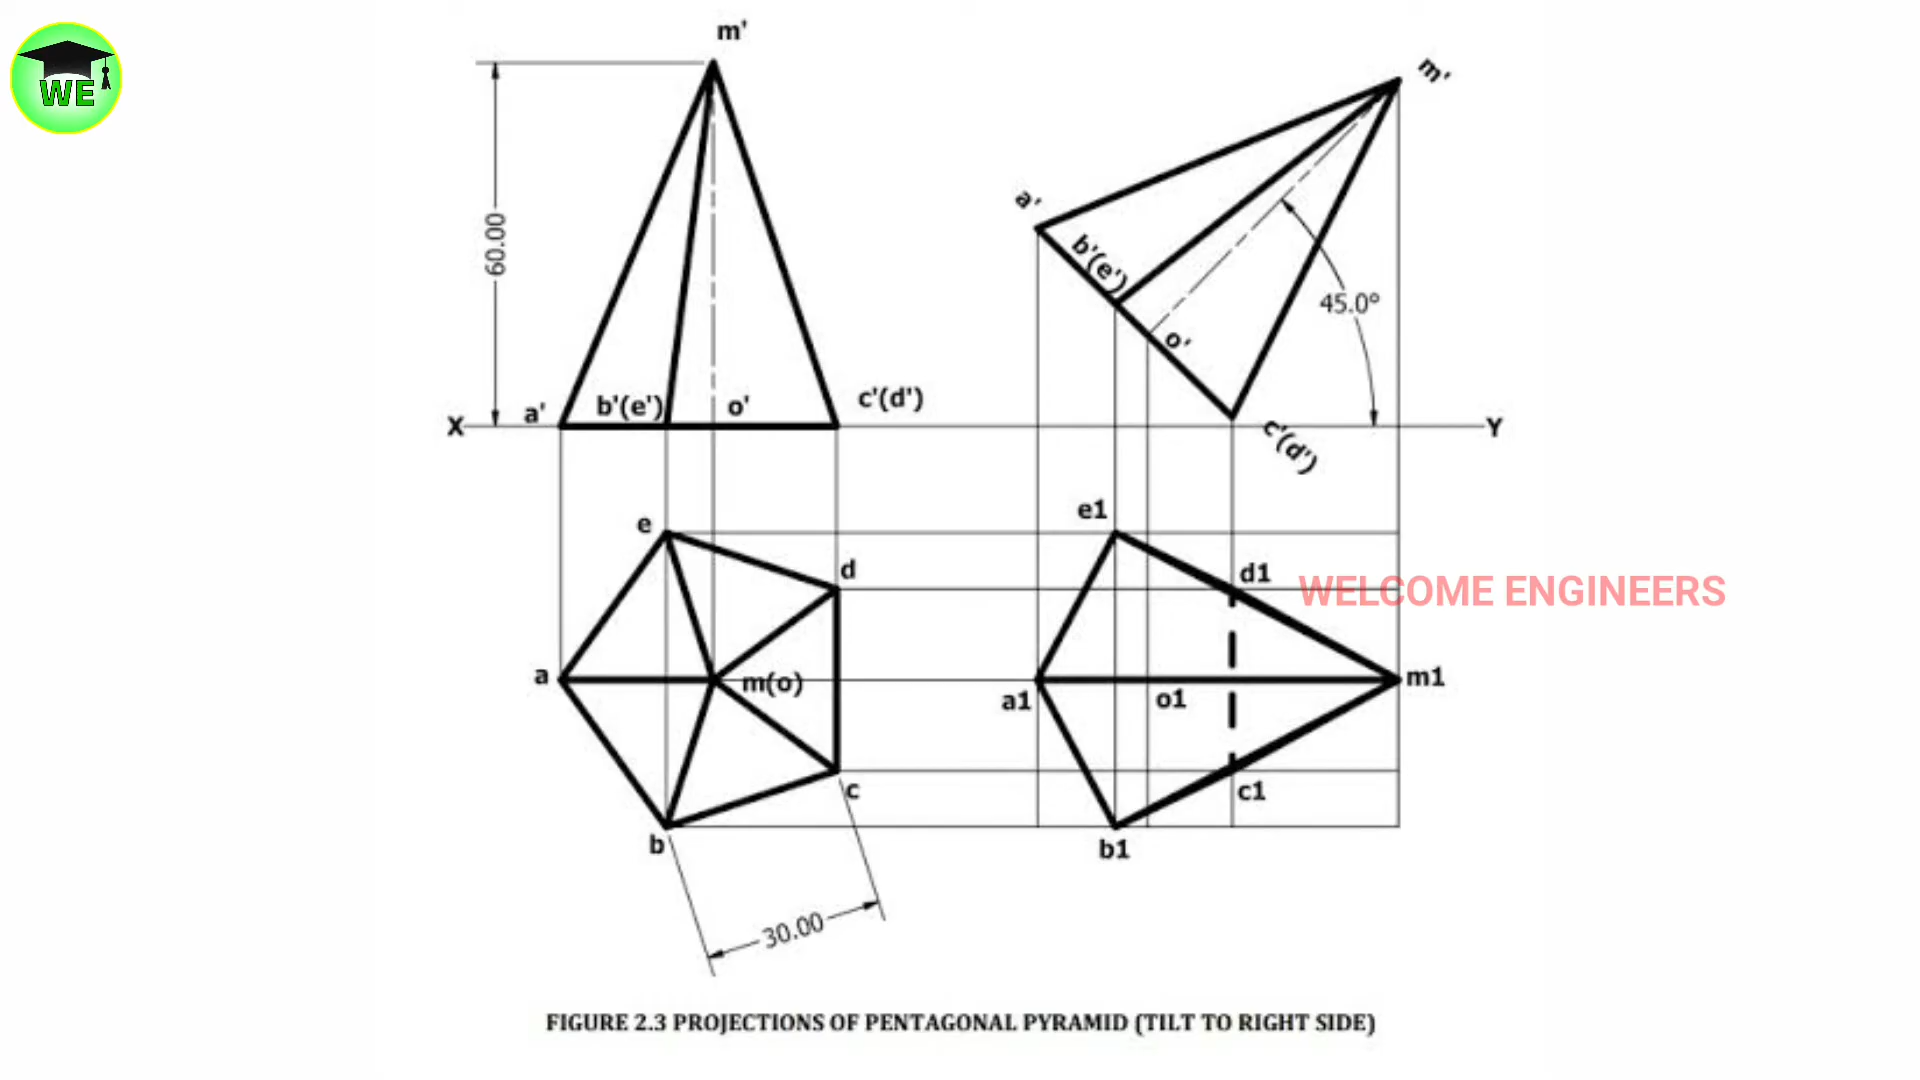 WE
m'
m'
60.00
a'
b'(e')
o'
45.0°
X
a'
b'(e')
o'
c'(d')
c'(d')
Y
e
e1
d
d1
WELCOME ENGINEERS
a
m(o)
a1
o1
m1
c
c1
b
b1
30.00
FIGURE 2.3 PROJECTIONS OF PENTAGONAL PYRAMID (TILT TO RIGHT SIDE)